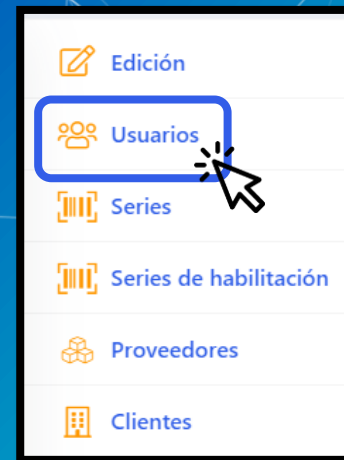 Edición
Usuarios
Series
Series de habilitación
Proveedores
Clientes